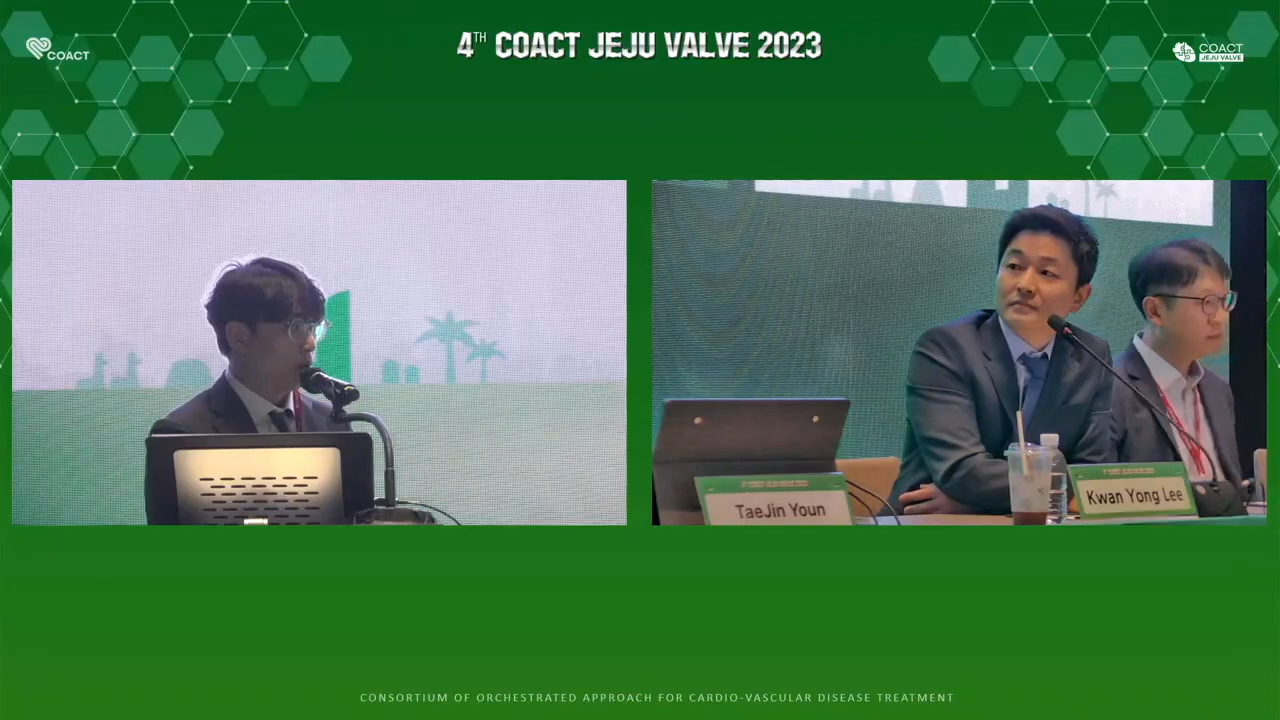 COACT
4TH COACT JEJU VALVE 2023
COACT
JEJU VALVE
TaeJin Youn
Kwan Yong Lee
CONSORTIUM OF ORCHESTRATED APPROACH FOR CARDIO-VASCULAR DISEASE TREATMENT